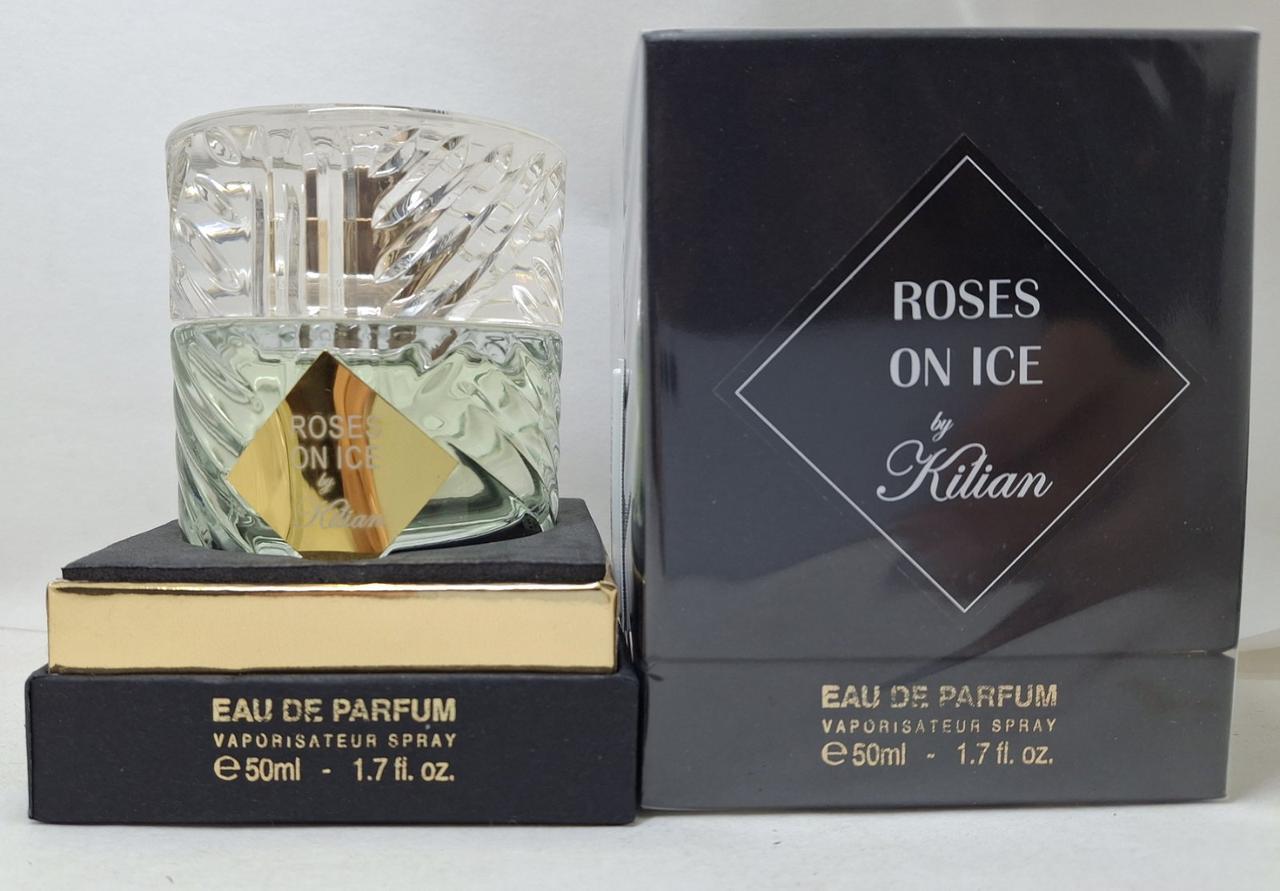 ROSES
ON ICE
by
Kilian
EAU DE PARFUM
VAPORISATEUR SPRAY
℮50ml - 1.7 fl. oz.
ROSES
ON ICE
by
Kilian
EAU DE PARFUM
VAPORISATEUR SPRAY
℮50ml - 1.7 fl. oz.